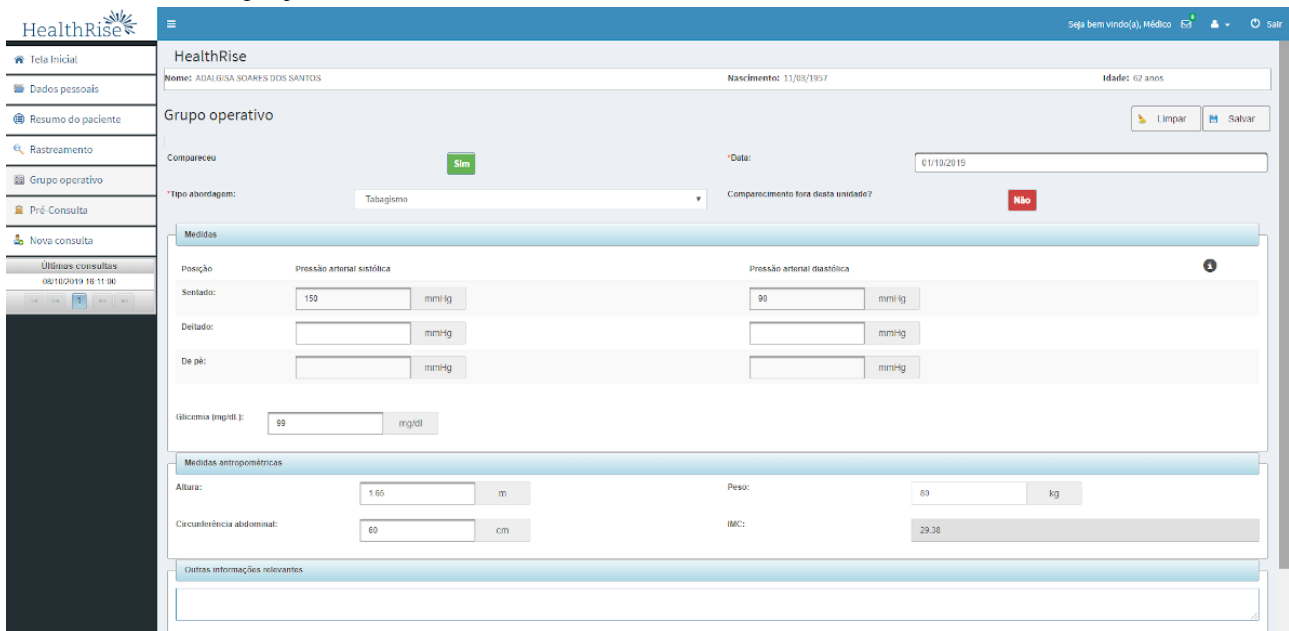 HealthRise
Seja bem vindo(a), Médico
Sair
Tela Inicial
Dados pessoais
Resumo do paciente
Rastreamento
Grupo operativo
Pré-Consulta
Nova consulta
Últimas consultas
08/10/2019 16:11:00
1
HealthRise
Nome: ADALGISA SOARES DOS SANTOS Nascimento: 11/03/1957 Idade: 62 anos
Grupo operativo Limpar Salvar
Compareceu Sim *Data: 01/10/2019
*Tipo abordagem: Tabagismo Comparecimento fora desta unidade? Não
Medidas
Posição Pressão arterial sistólica Pressão arterial diastólica
Sentado: 150 mmHg 90 mmHg
Deitado: mmHg mmHg
De pé: mmHg mmHg
Glicemia (mg/dL): 99 mg/dl
Medidas antropométricas
Altura: 1.65 m Peso: 80 kg
Circunferência abdominal: 60 cm IMC: 29.38
Outras informações relevantes